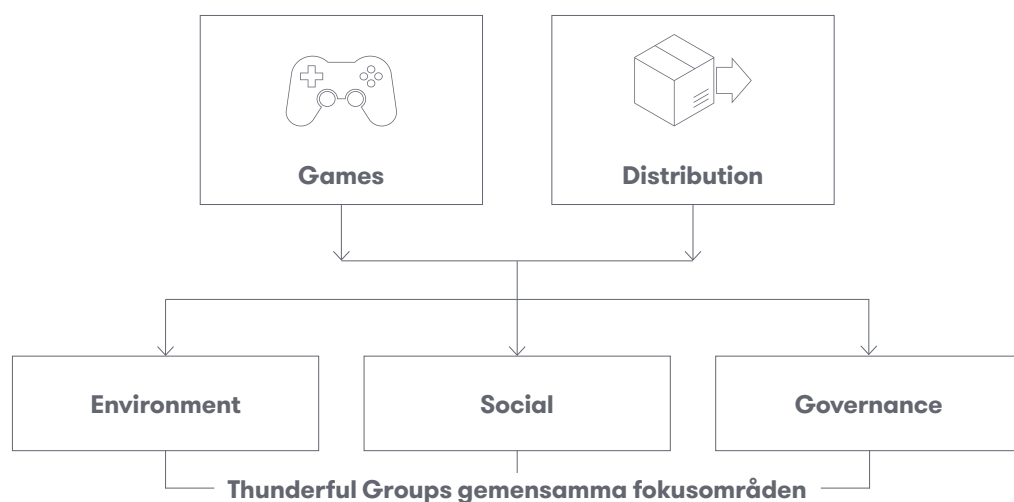 Games
Distribution
Environment
Social
Governance
Thunderful Groups gemensamma fokusområden